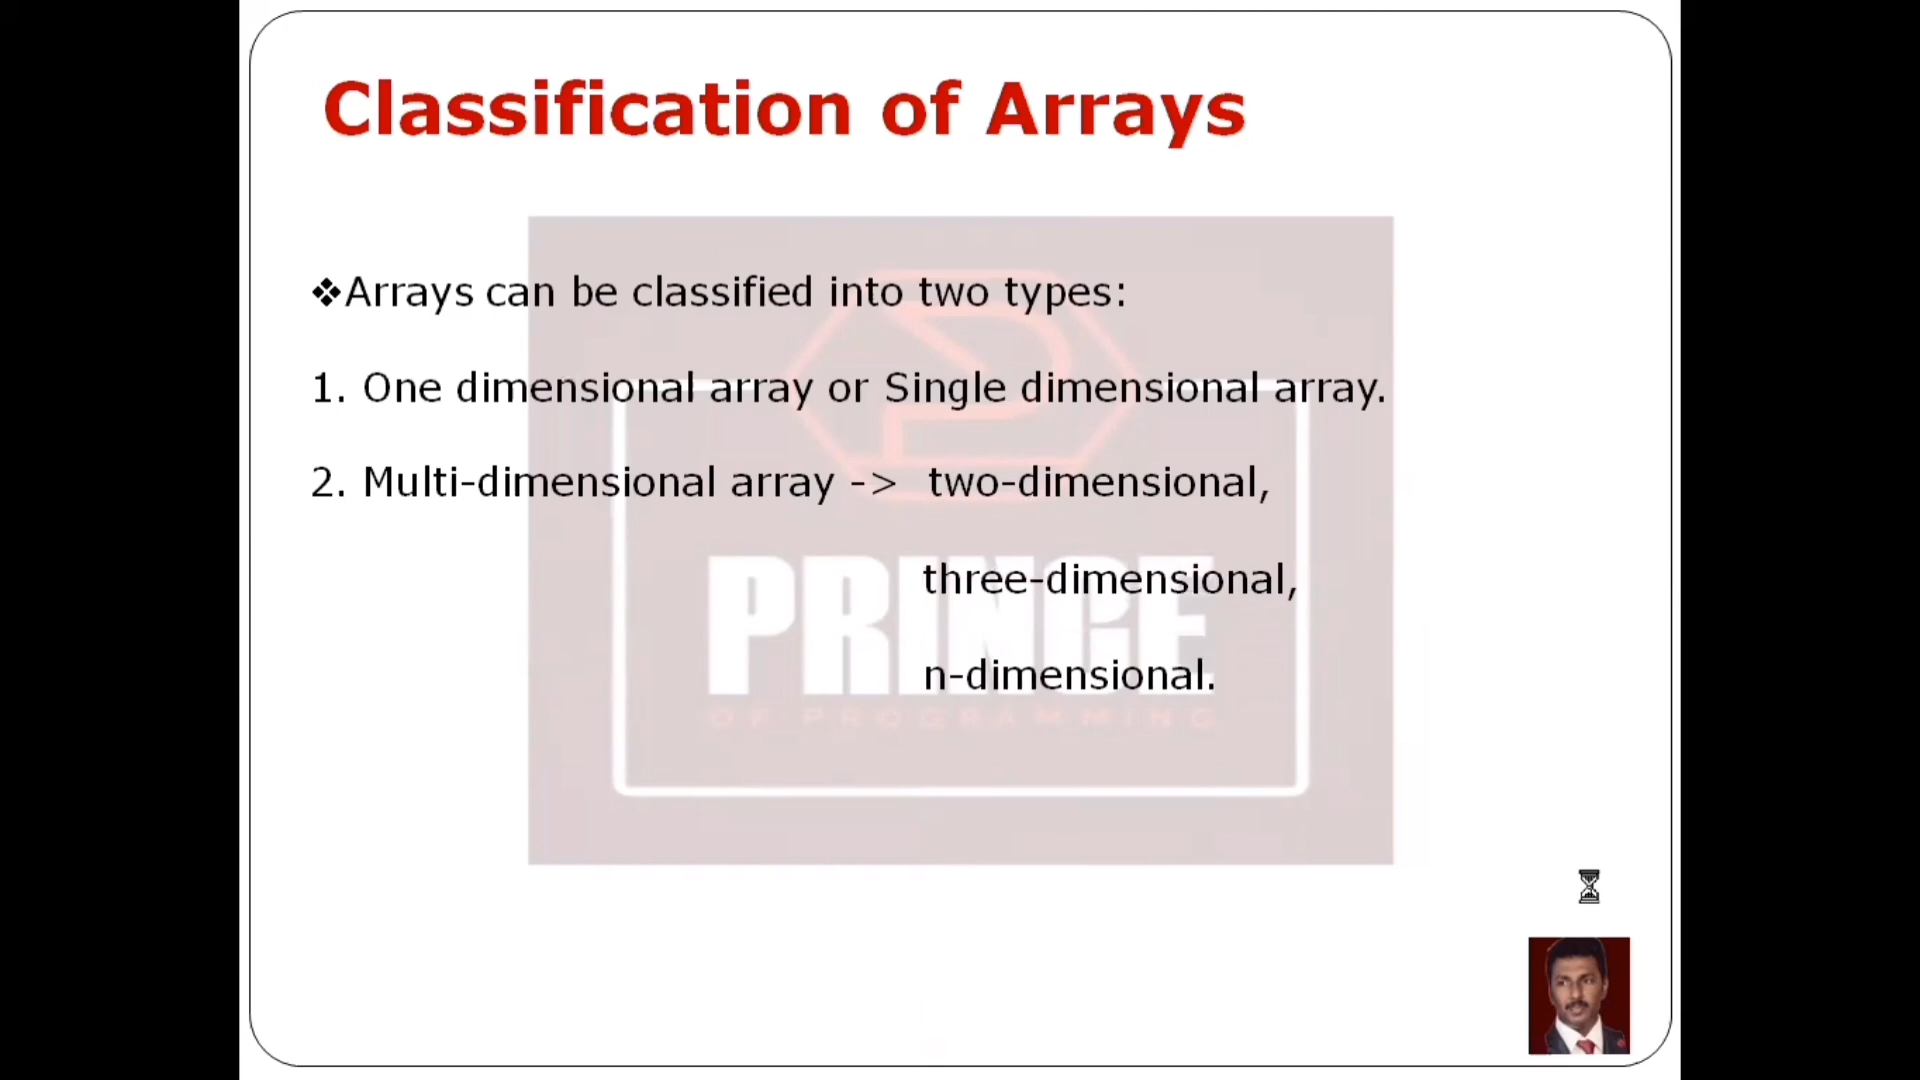 Classification of Arrays
❖Arrays can be classified into two types:
1. One dimensional array or Single dimensional array.
2. Multi-dimensional array -> two-dimensional,
three-dimensional,
n-dimensional.
PRINCE
OF PROGRAMMING